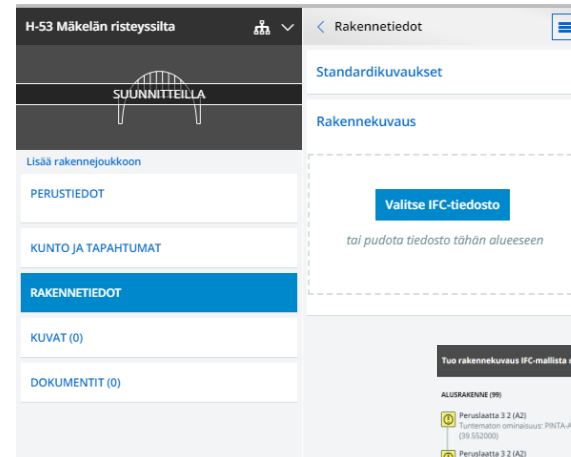 H-53 Mäkelän risteyssilta
SUUNNITTEILLA
Lisää rakennejoukkoon
PERUSTIEDOT
KUNTO JA TAPAHTUMAT
RAKENNETIEDOT
KUVAT (0)
DOKUMENTIT (0)
Rakennetiedot
Standardikuvaukset
Rakennekuvaus
Valitse IFC-tiedosto
tai pudota tiedosto tähän alueeseen
Tuo rakennekuvaus IFC-mallista
ALUSRAKENNE (99)
Peruslaatta 3 2 (A2)
Tuntematon ominaisuus: PINTA-A
(39.552000)
Peruslaatta 3 2 (A2)